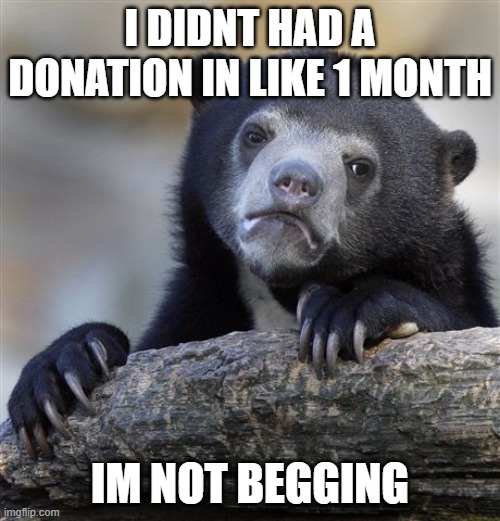 I DIDNT HAD A
DONATION IN LIKE 1 MONTH
IM NOT BEGGING
imgflip.com